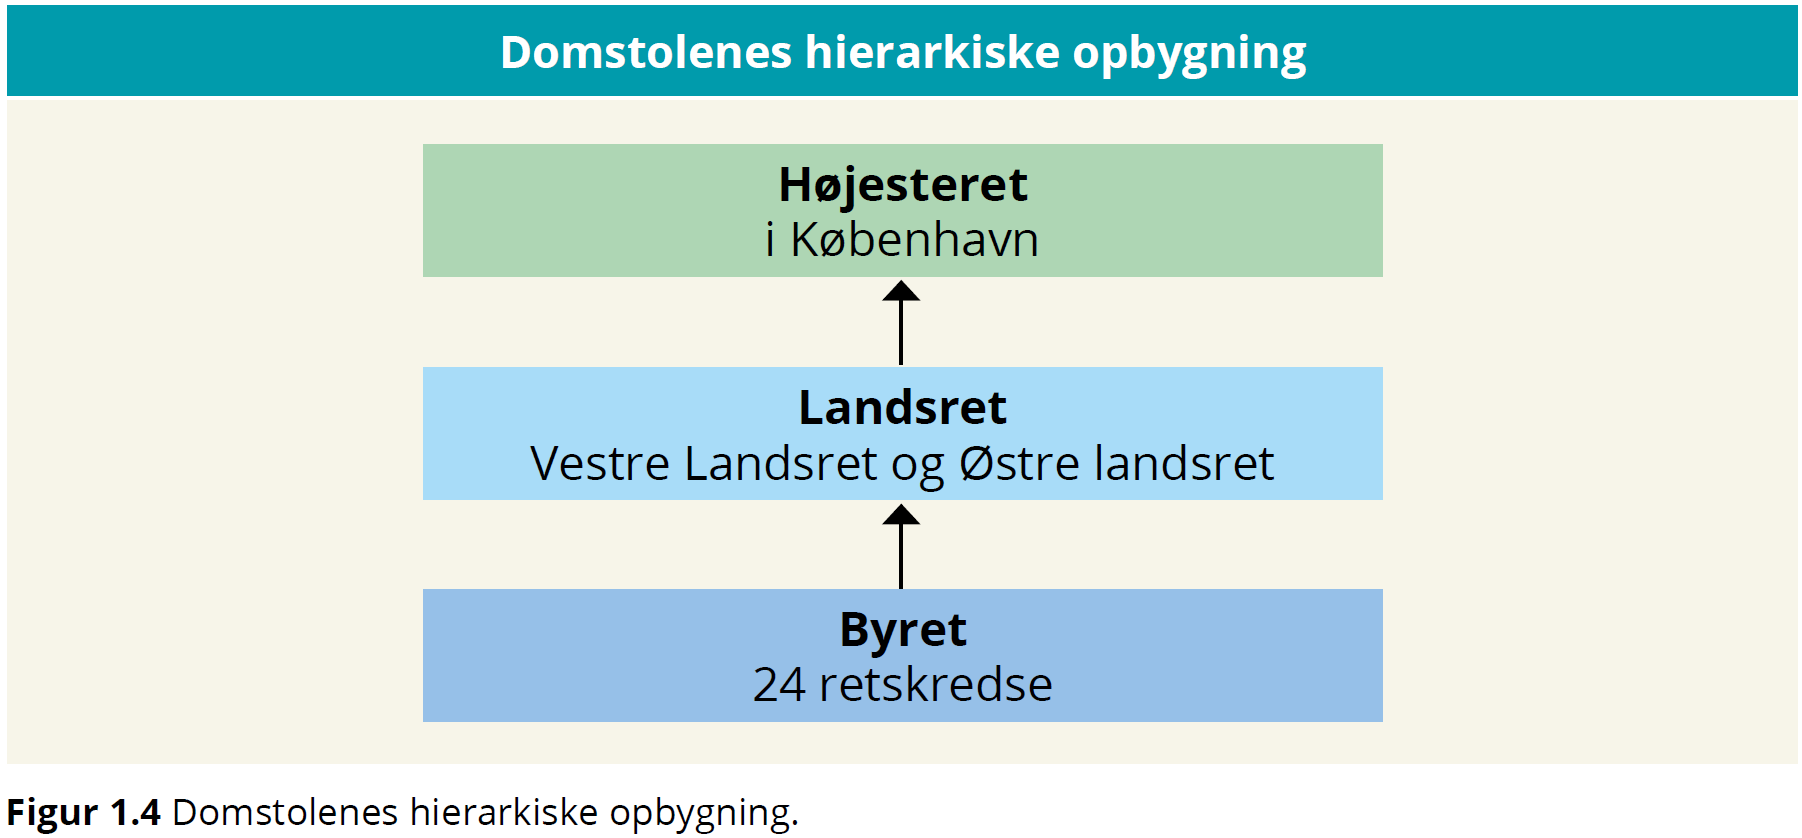 Domstolenes hierarkiske opbygning
Højesteret
i København
Landsret
Vestre Landsret og Østre landsret
Byret
24 retskredse
Figur 1.4 Domstolenes hierarkiske opbygning.